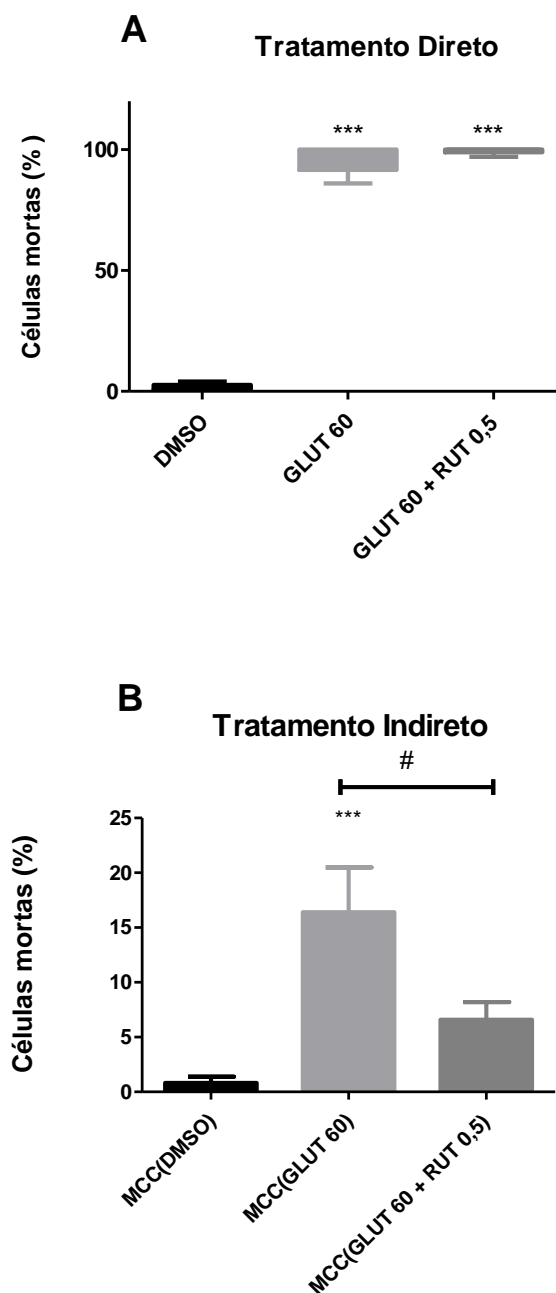 A
Tratamento Direto
Células mortas (% )
100
50
0
***
***
DMSO
GLUT 60
GLUT 60 + RUT 0,5
B
Tratamento Indireto
#
Células mortas (%)
25
20
15
10
5
0
***
MCC(DMSO)
MCC(GLUT 60)
MCC(GLUT 60 + RUT 0,5)